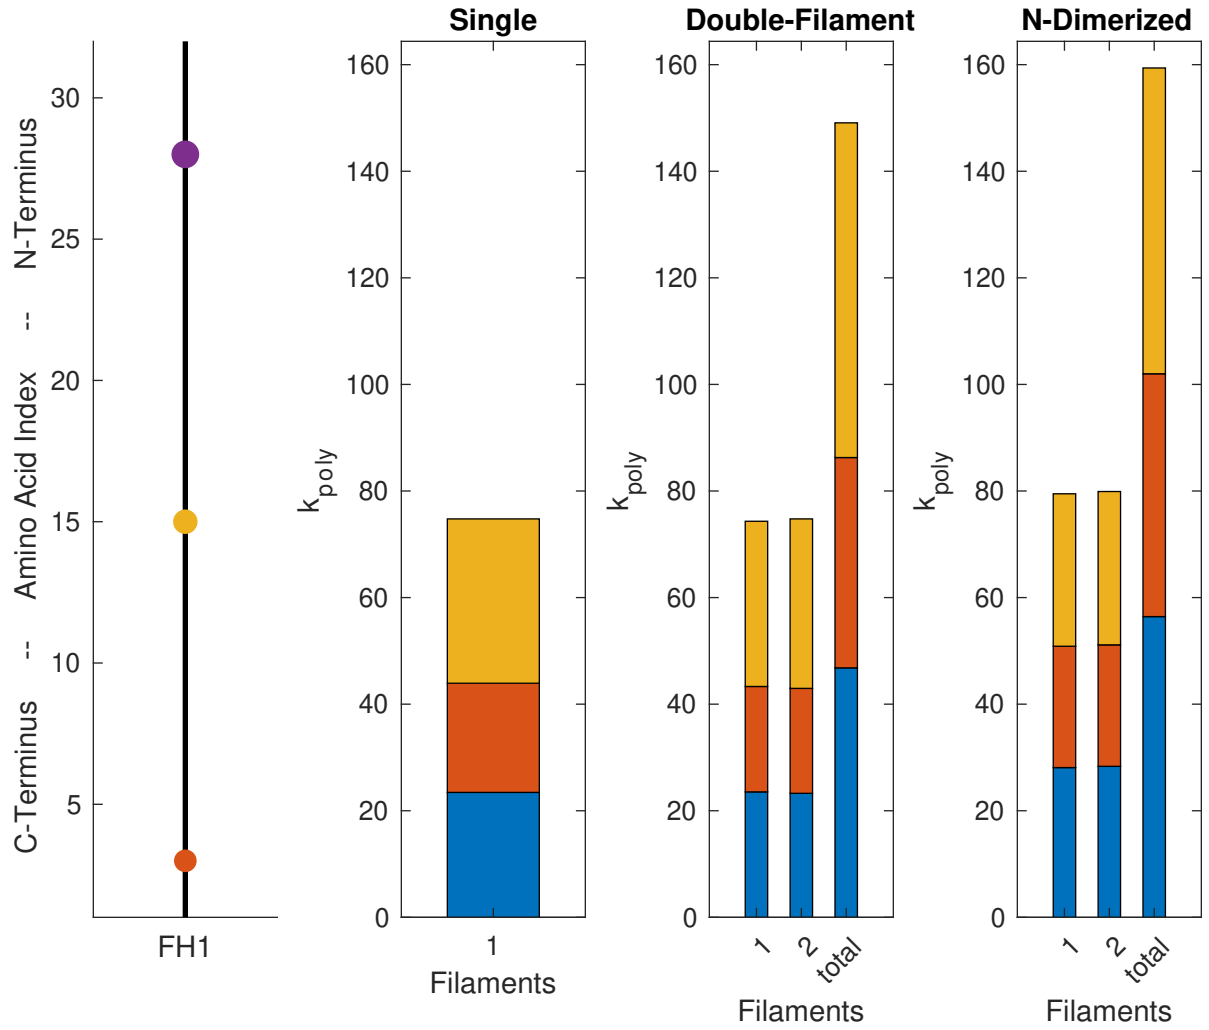 Single
Double-Filament
N-Dimerized
C-Terminus -- Amino Acid Index -- N-Terminus
30
25
20
15
10
5
FH1
k_poly
160
140
120
100
80
60
40
20
0
1
Filaments
k_poly
160
140
120
100
80
60
40
20
0
1
2
total
Filaments
k_poly
160
140
120
100
80
60
40
20
0
1
2
total
Filaments